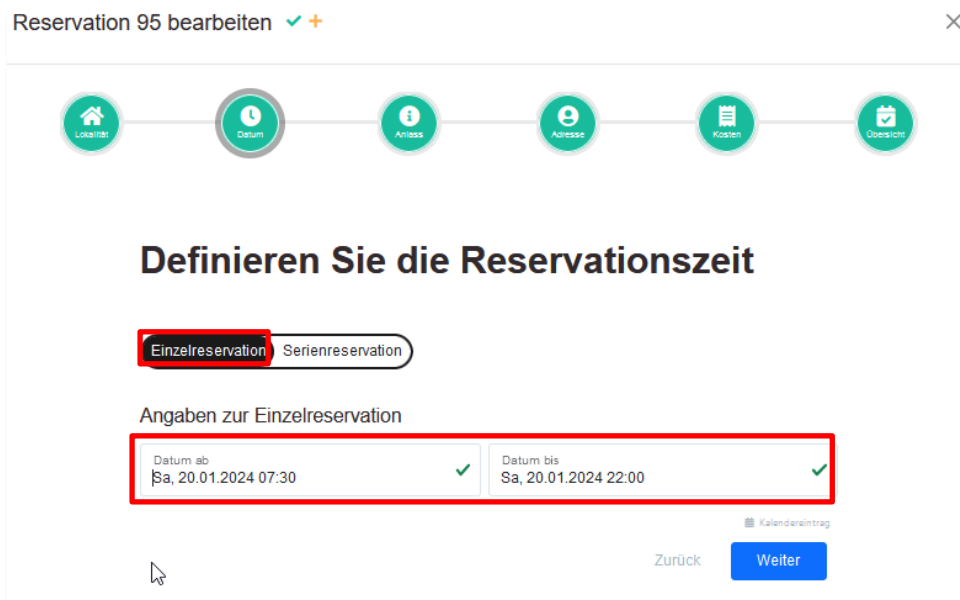 Reservation 95 bearbeiten
Lokalität Datum Anlass Adresse Kosten Übersicht
Definieren Sie die Reservationszeit
Einzelreservation Serienreservation
Angaben zur Einzelreservation
Datum ab Datum bis
Sa, 20.01.2024 07:30 Sa, 20.01.2024 22:00
Kalendereintrag
Zurück Weiter